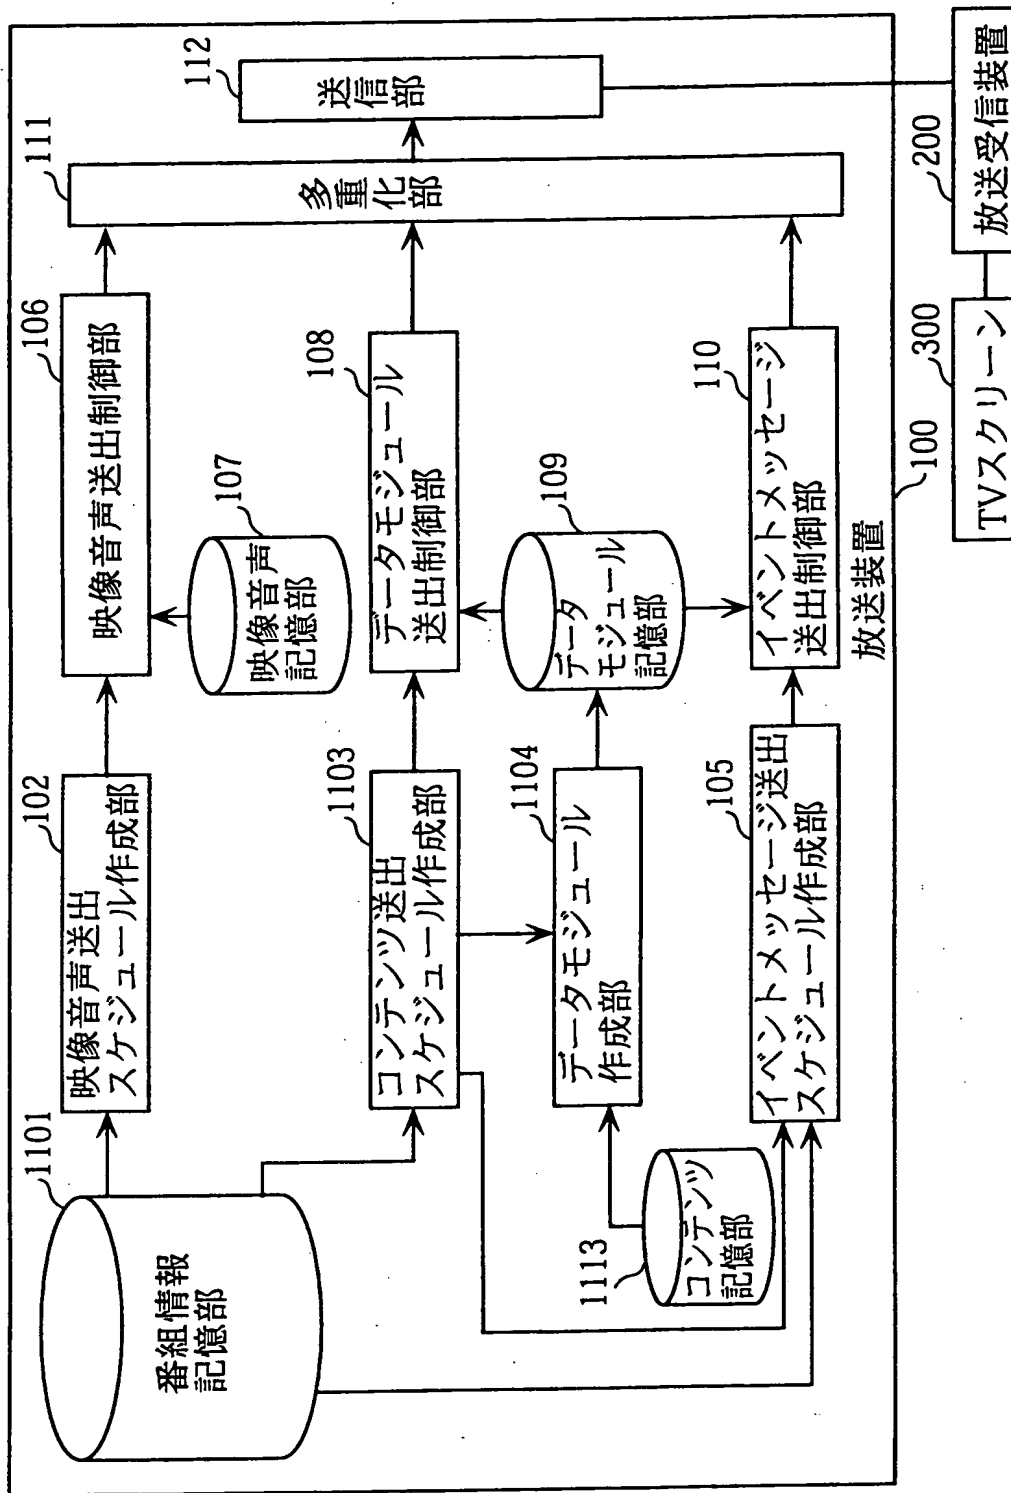 1101
番組情報
記憶部
102
映像音声送出
スケジュール作成部
106
映像音声送出制御部
107
映像音声
記憶部
111
多重化部
112
送信部
1103
コンテンツ送出
スケジュール作成部
108
データモジュール
送出制御部
1104
データモジュール
作成部
109
データ
モジュール
記憶部
1113
コンテンツ
記憶部
105
イベントメッセージ送出
スケジュール作成部
110
イベントメッセージ
送出制御部
放送装置
100
200
放送受信装置
300
TVスクリーン